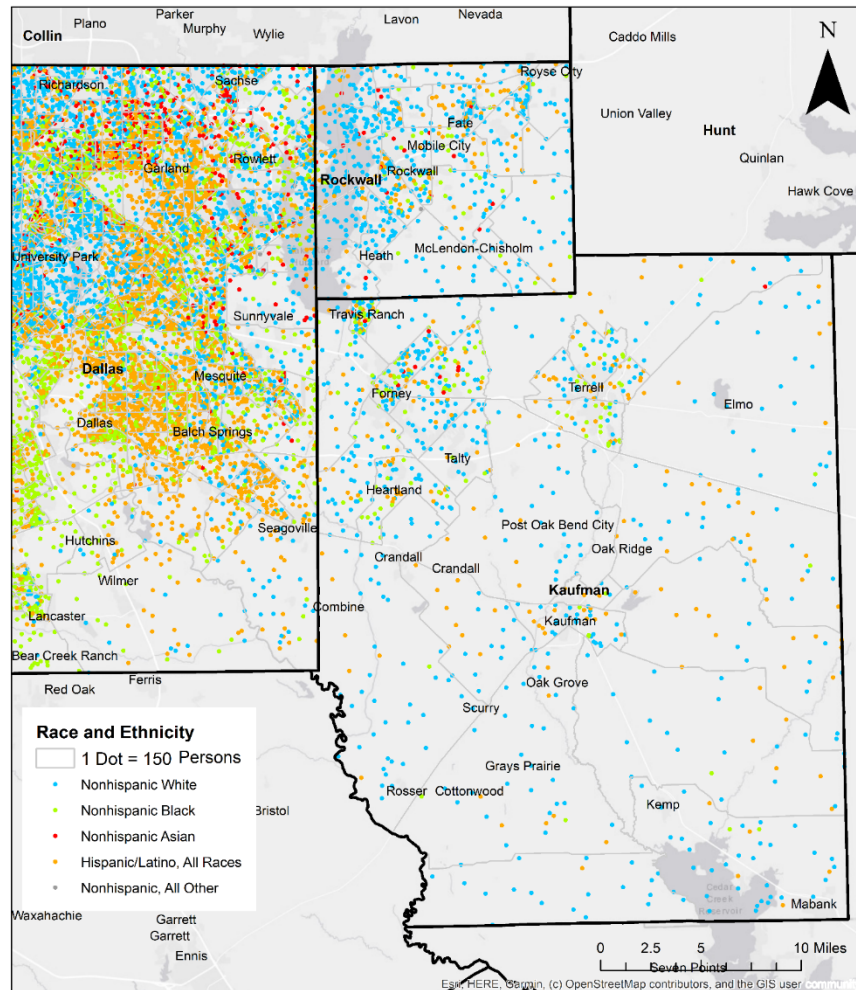 Parker
Lavon
Nevada
Plano
Murphy
Collin
Wylie
Caddo Mills
N
Richardson
Sachse
Royse City
Union Valley
Fate
Hunt
Mobile City
Garland
Rowlett
Quinlan
Rockwall
Rockwall
Hawk Cove
McLendon-Chisholm
University Park
Heath
Sunnyvale
Travis Ranch
Dallas
Mesquite
Forney
Terrell
Elmo
Dallas
Balch Springs
Talty
Heartland
Seagoville
Post Oak Bend City
Hutchins
Oak Ridge
Crandall
Crandall
Wilmer
Kaufman
Combine
Lancaster
Kaufman
Bear Creek Ranch
Ferris
Red Oak
Oak Grove
Scurry
Race and Ethnicity
1 Dot = 150 Persons
Nonhispanic White
Nonhispanic Black
Nonhispanic Asian
Hispanic/Latino, All Races
Nonhispanic, All Other
Grays Prairie
Rosser
Cottonwood
Bristol
Kemp
Cedar
Creek
Reservoir
Mabank
Waxahachie
Garrett
Garrett
Ennis
0 2.5 5 10 Miles
Seven Points
Esri, HERE, Garmin, (c) OpenStreetMap contributors, and the GIS user